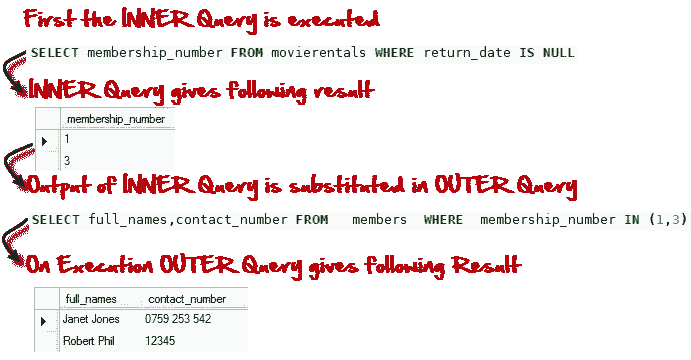 First the INNER Query is executed
SELECT membership_number FROM movierentals WHERE return_date IS NULL
INNER Query gives following result
membership_number
1
3
Output of INNER Query is substituted in OUTER Query
SELECT full_names,contact_number FROM members WHERE membership_number IN (1,3)
On Execution OUTER Query gives following Result
full_names contact_number
Janet Jones 0759 253 542
Robert Phil 12345